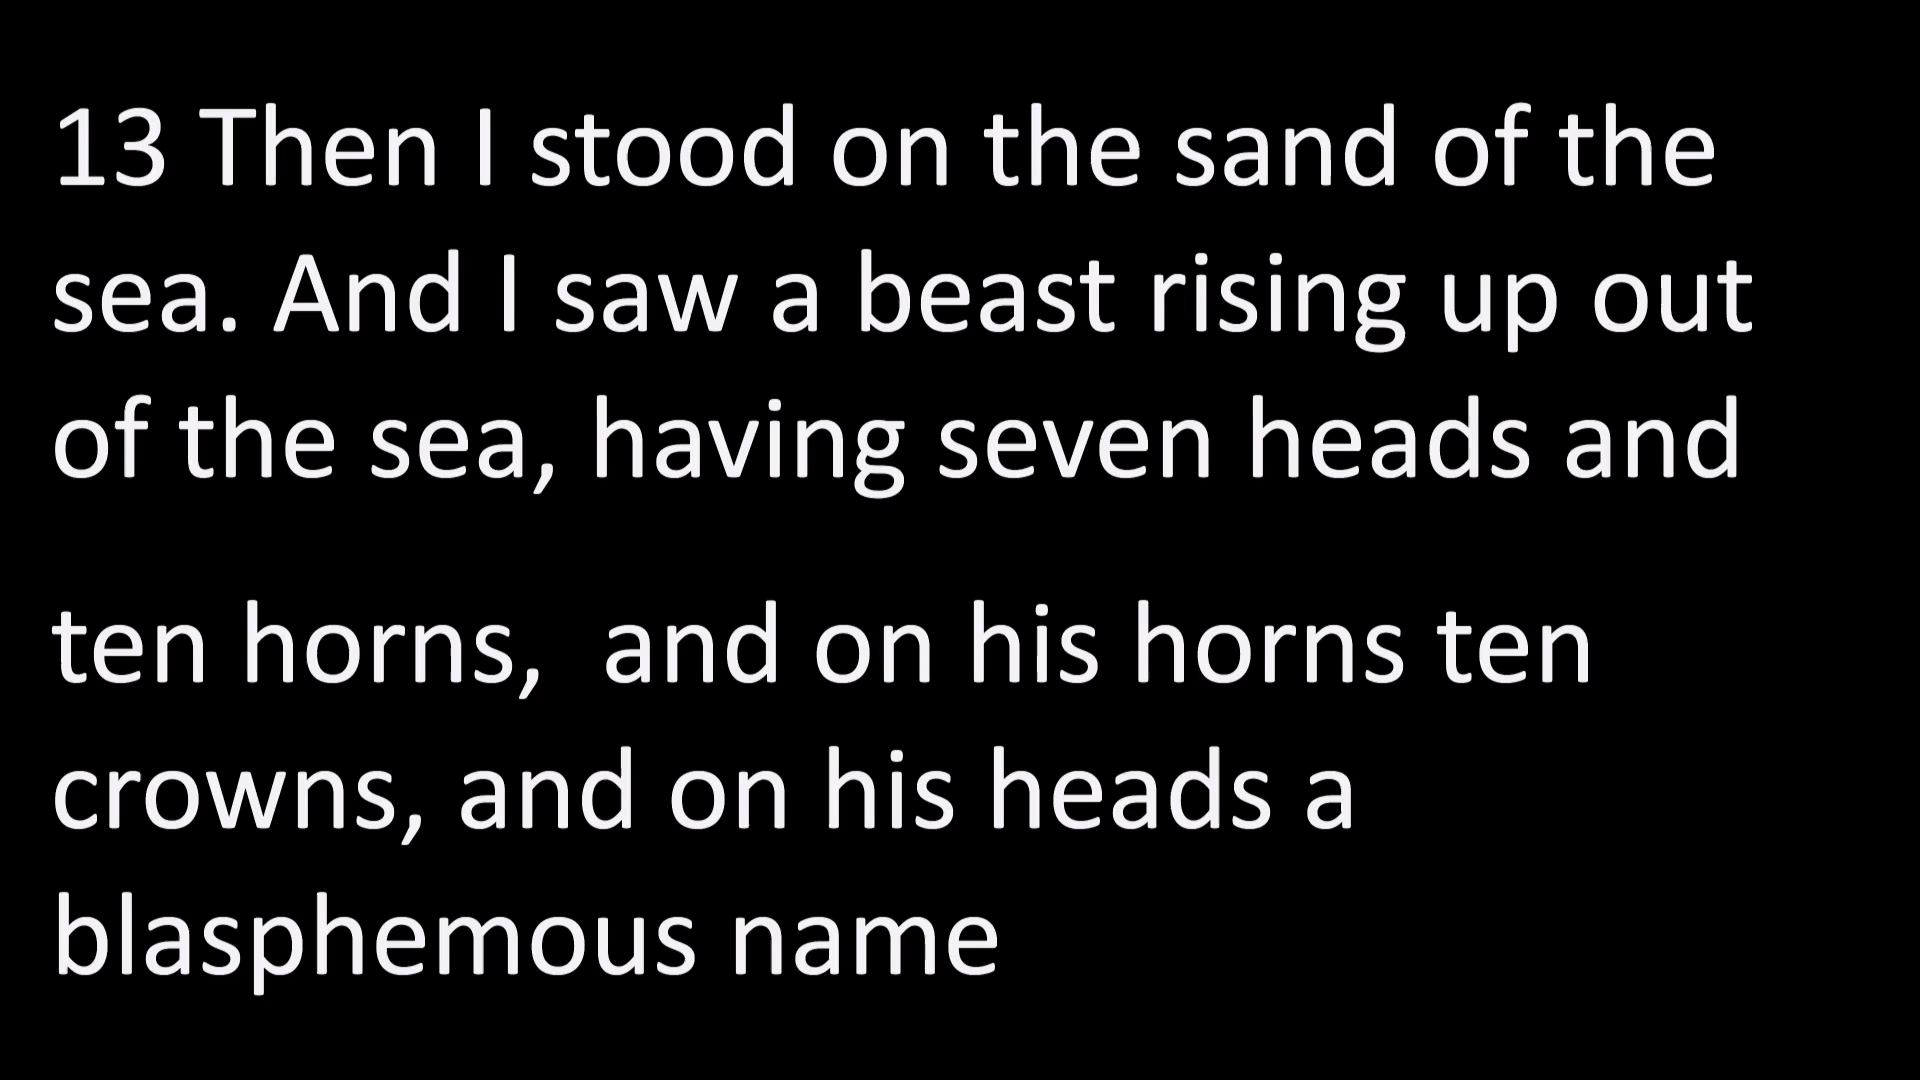 13 Then I stood on the sand of the
sea. And I saw a beast rising up out
of the sea, having seven heads and
ten horns,  and on his horns ten
crowns, and on his heads a
blasphemous name